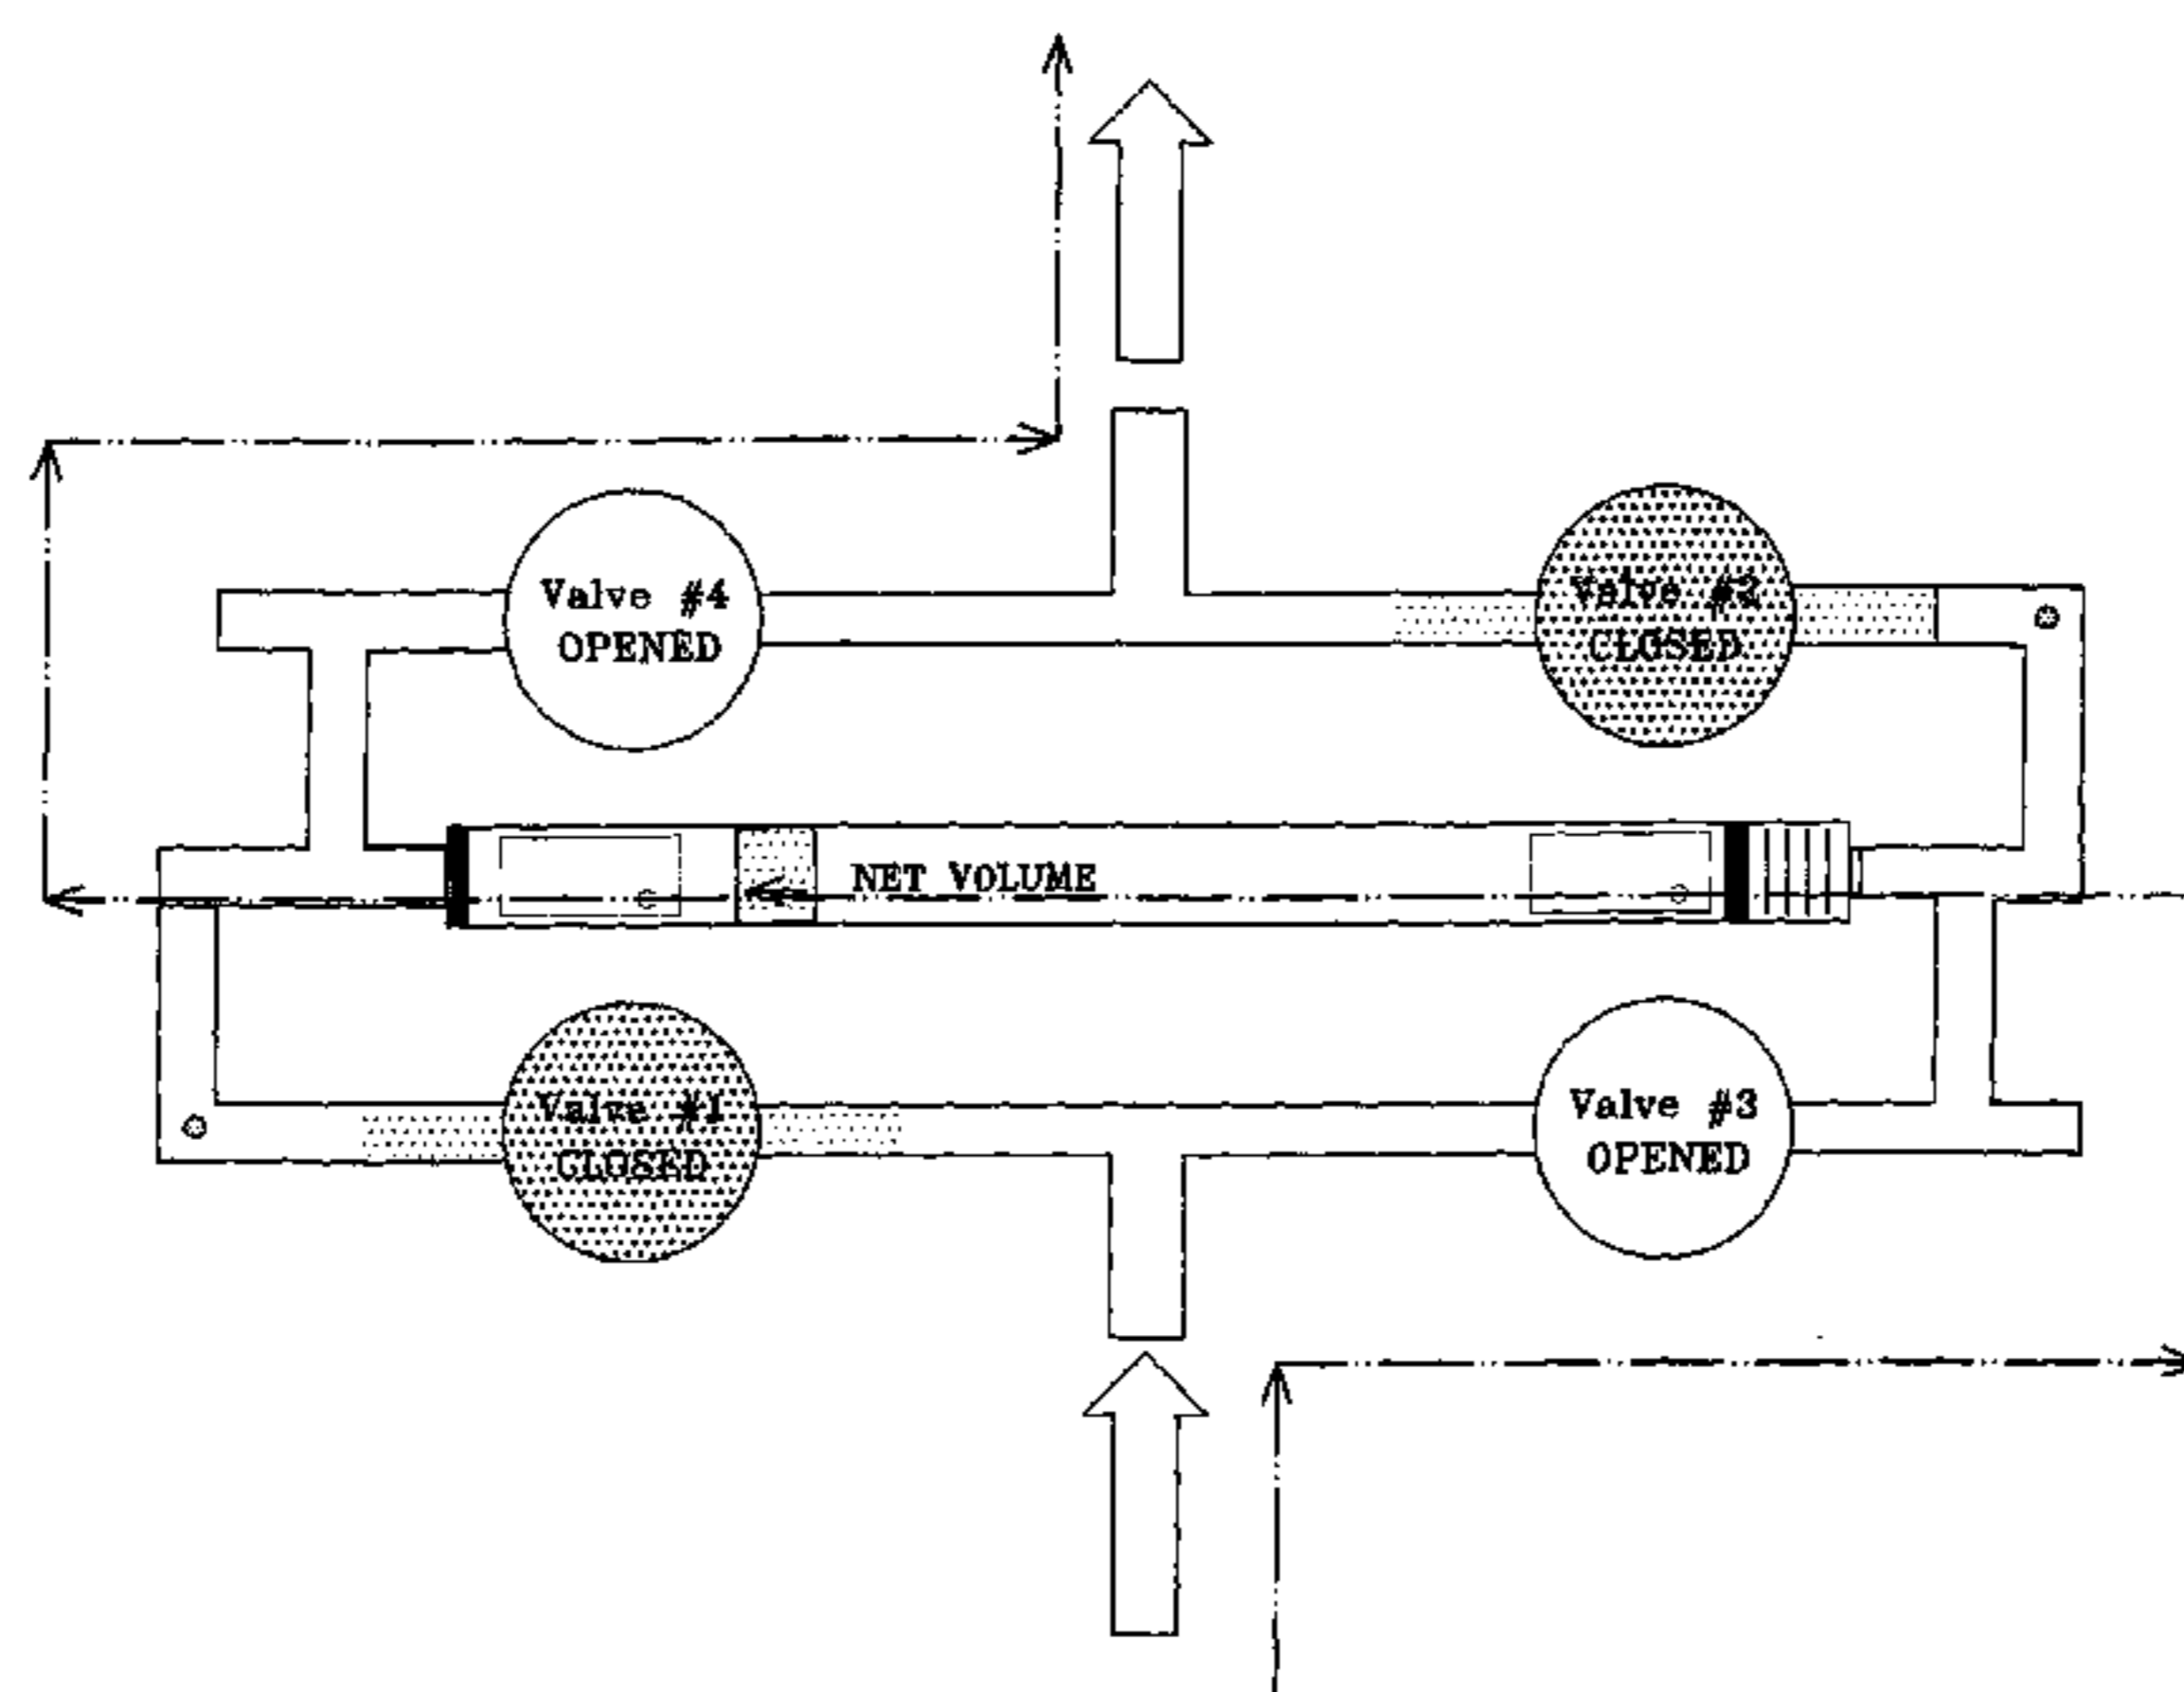 Valve #4
OPENED
Valve #2
CLOSED
NET VOLUME
Valve #1
CLOSED
Valve #3
OPENED